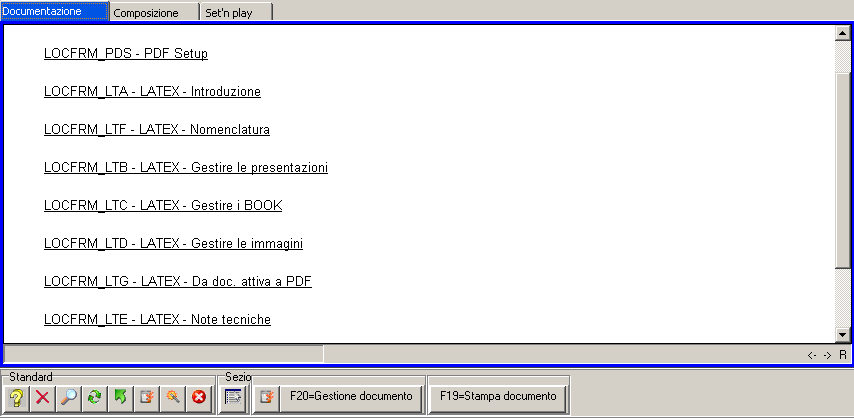 Documentazione Composizione Set'n play
LOCFRM_PDS - PDF Setup
LOCFRM_LTA - LATEX - Introduzione
LOCFRM_LTF - LATEX - Nomenclatura
LOCFRM_LTB - LATEX - Gestire le presentazioni
LOCFRM_LTC - LATEX - Gestire i BOOK
LOCFRM_LTD - LATEX - Gestire le immagini
LOCFRM_LTG - LATEX - Da doc. attiva a PDF
LOCFRM_LTE - LATEX - Note tecniche
<- -> R
Standard Sezio
F20=Gestione documento F19=Stampa documento